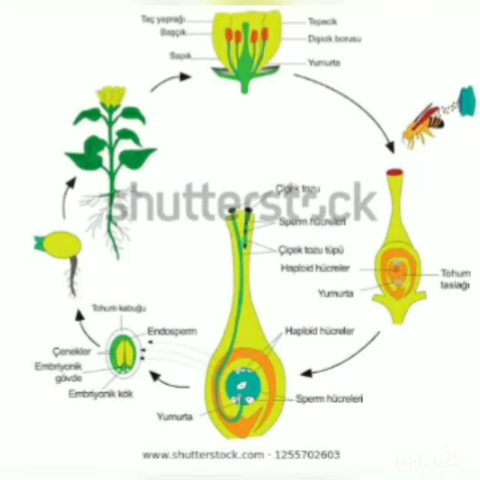 Taç yaprağı
Tepecik
Başçık
Dişicik borusu
Sapık
Yumurta
shutterstock
Çiçek tozu
Sperm hücreleri
Çiçek tozu tüpü
Haploid hücreler
Yumurta
Tohum
taslağı
Tohum kabuğu
Endosperm
Haploid hücreler
Çenekler
Embriyonik
gövde
Embriyonik kök
Sperm hücreleri
Yumurta
www.shutterstock.com · 1255702603